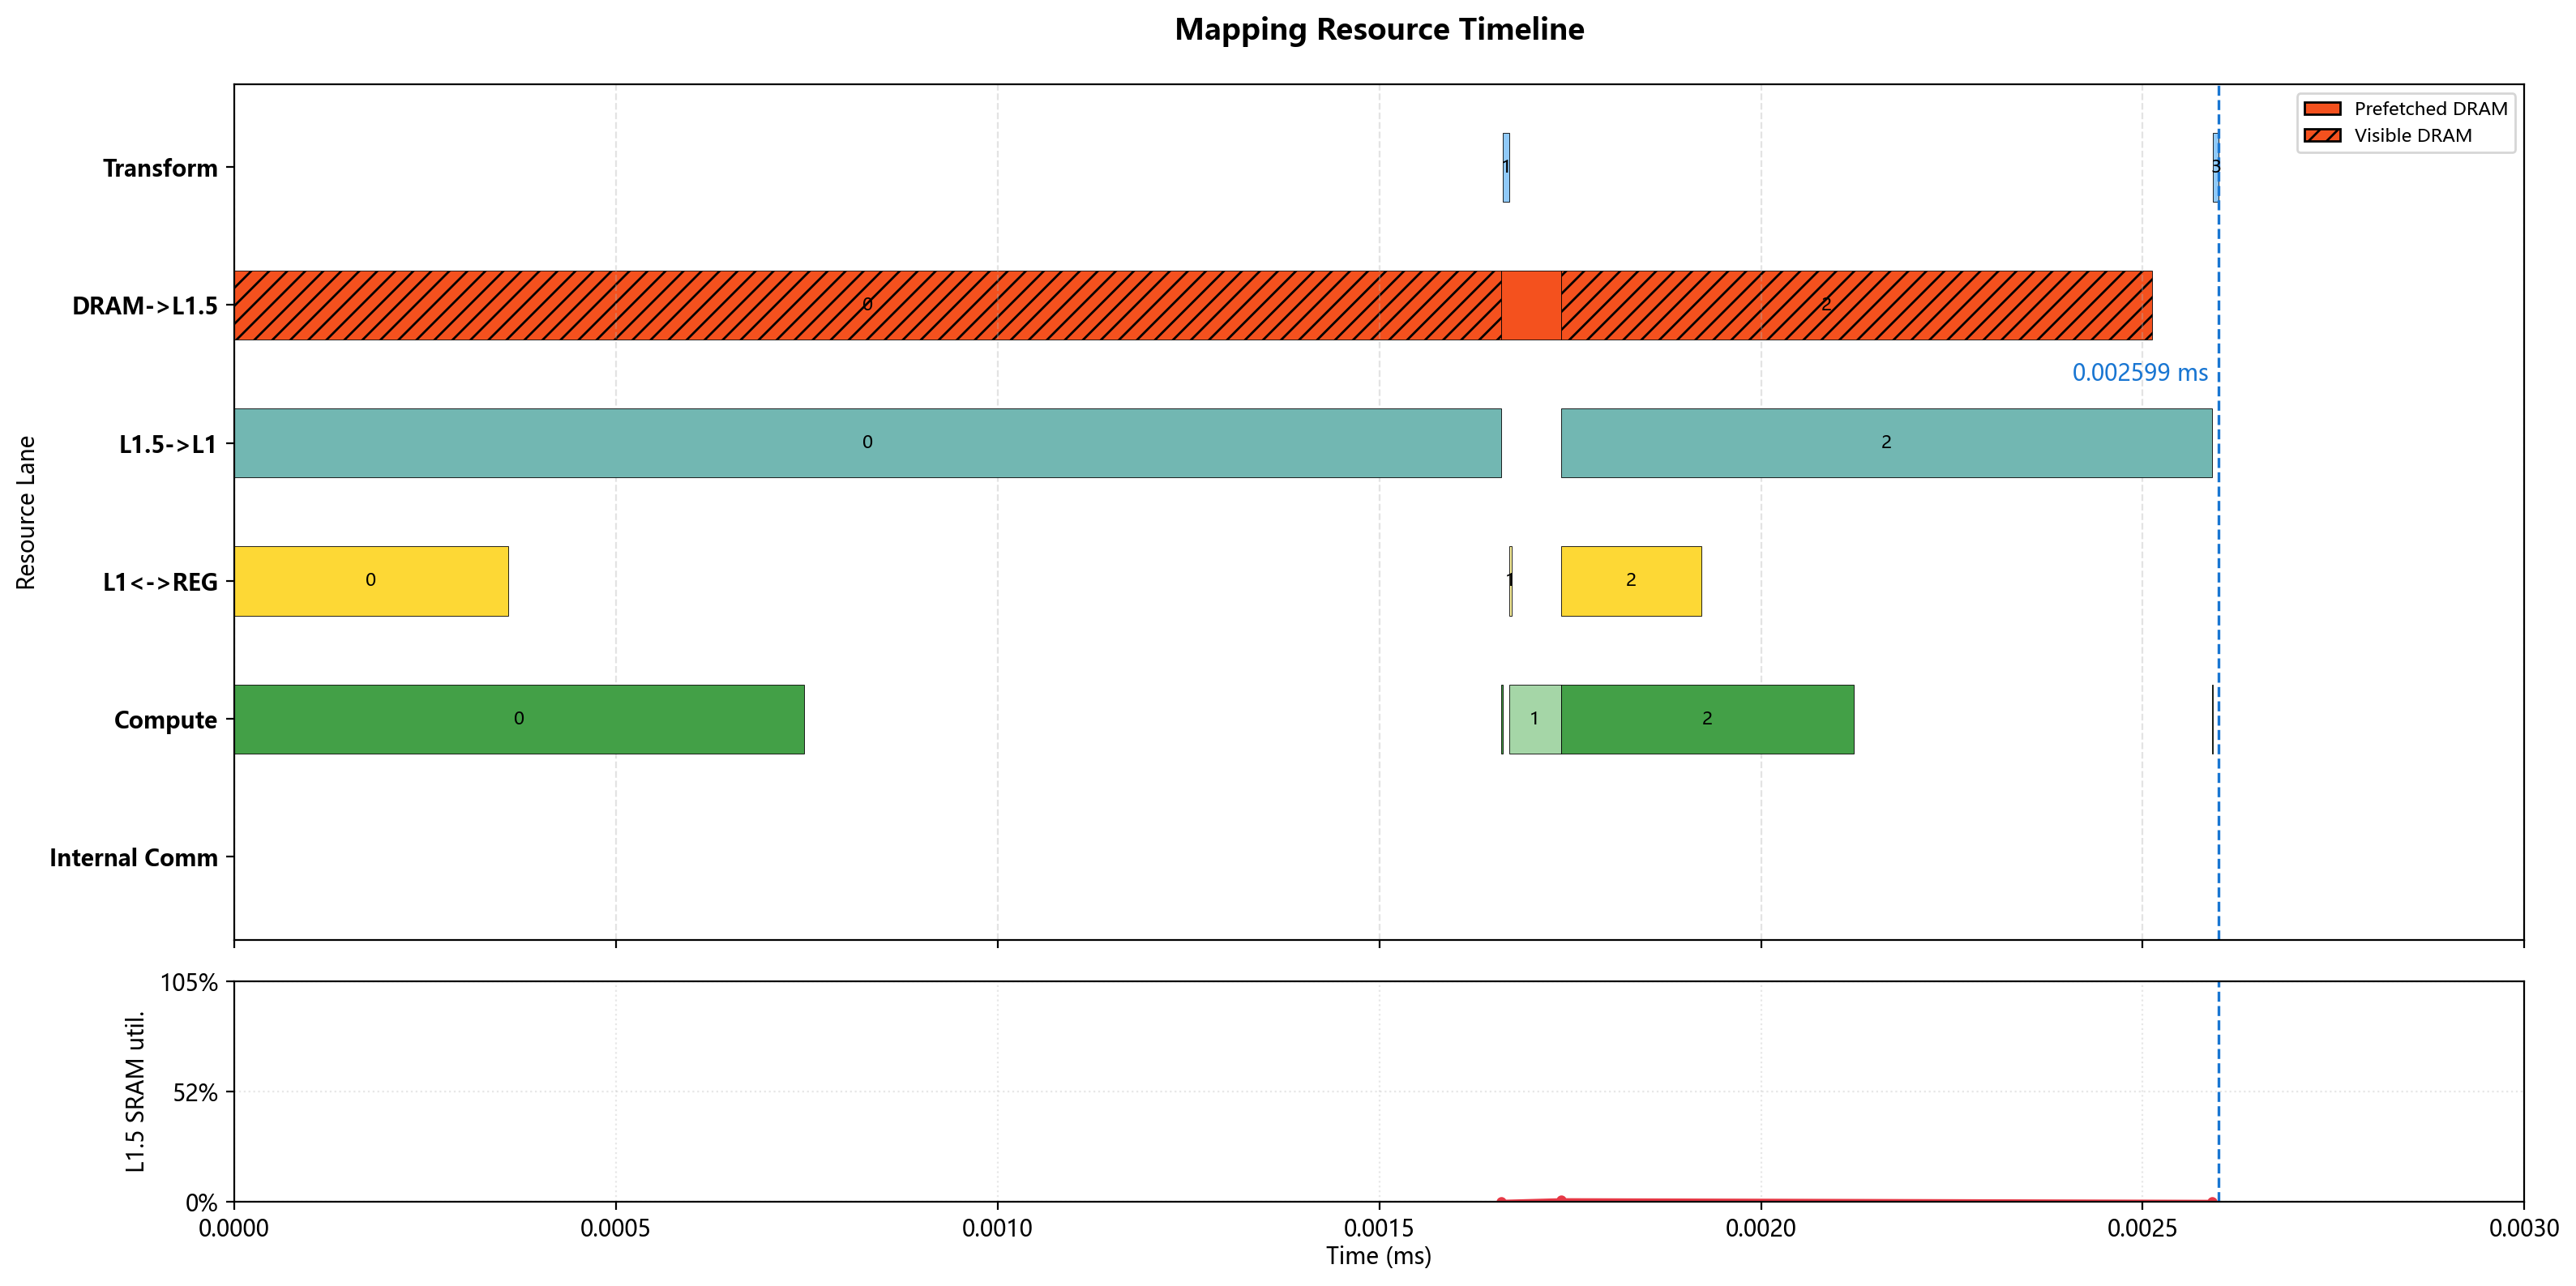 Mapping Resource Timeline
Prefetched DRAM
Visible DRAM
Transform
1
3
DRAM->L1.5
0
2
0.002599 ms
L1.5->L1
0
2
Resource Lane
L1<->REG
0
1
2
Compute
0
1
2
Internal Comm
105%
52%
0%
L1.5 SRAM util.
0.0000
0.0005
0.0010
0.0015
0.0020
0.0025
0.0030
Time (ms)